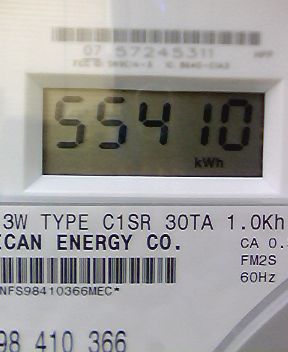 07 57245311
55410
kWh
3W TYPE C1SR 30TA 1.0Kh
ICAN ENERGY CO.
CA 0.
FM2S
60Hz
NFS98410366MEC*
98 410 366